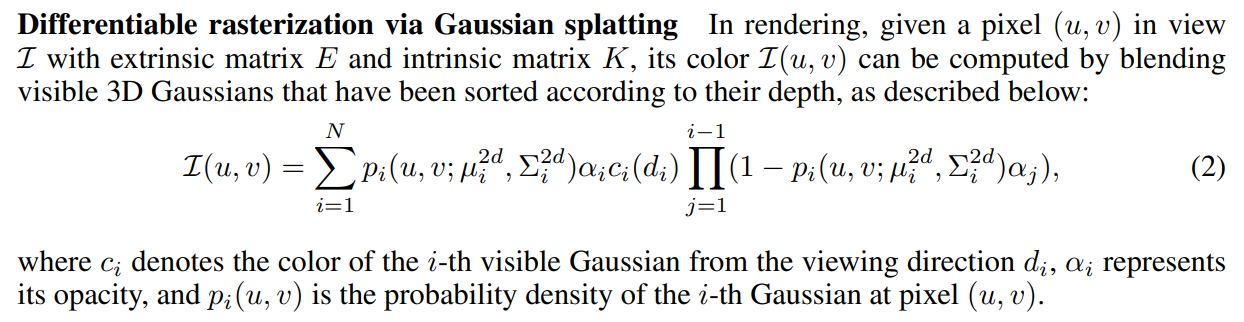 Differentiable rasterization via Gaussian splatting In rendering, given a pixel (u, v) in view
I with extrinsic matrix E and intrinsic matrix K, its color I(u, v) can be computed by blending
visible 3D Gaussians that have been sorted according to their depth, as described below:
$\mathcal{I}(u, v) = \sum_{i=1}^{N} p_i(u, v; \mu_i^{2d}, \Sigma_i^{2d}) \alpha_i c_i(d_i) \prod_{j=1}^{i-1} (1 - p_i(u, v; \mu_i^{2d}, \Sigma_i^{2d}) \alpha_j),$ (2)
where $c_i$ denotes the color of the i-th visible Gaussian from the viewing direction $d_i$, $\alpha_i$ represents
its opacity, and $p_i(u, v)$ is the probability density of the i-th Gaussian at pixel (u, v).